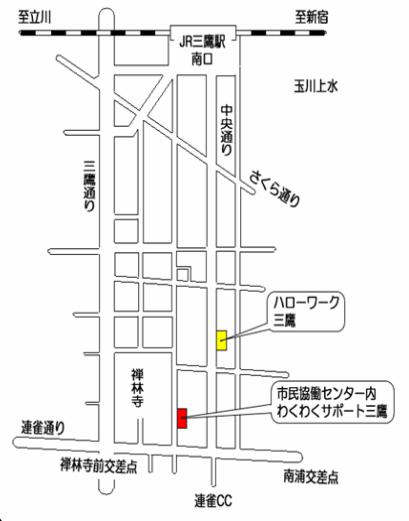 至立川
至新宿
JR三鷹駅
南口
玉川上水
中央通り
さくら通り
三鷹通り
ハローワーク
三鷹
市民協働センター内
わくわくサポート三鷹
禅林寺
連雀通り
禅林寺前交差点
南浦交差点
連雀CC